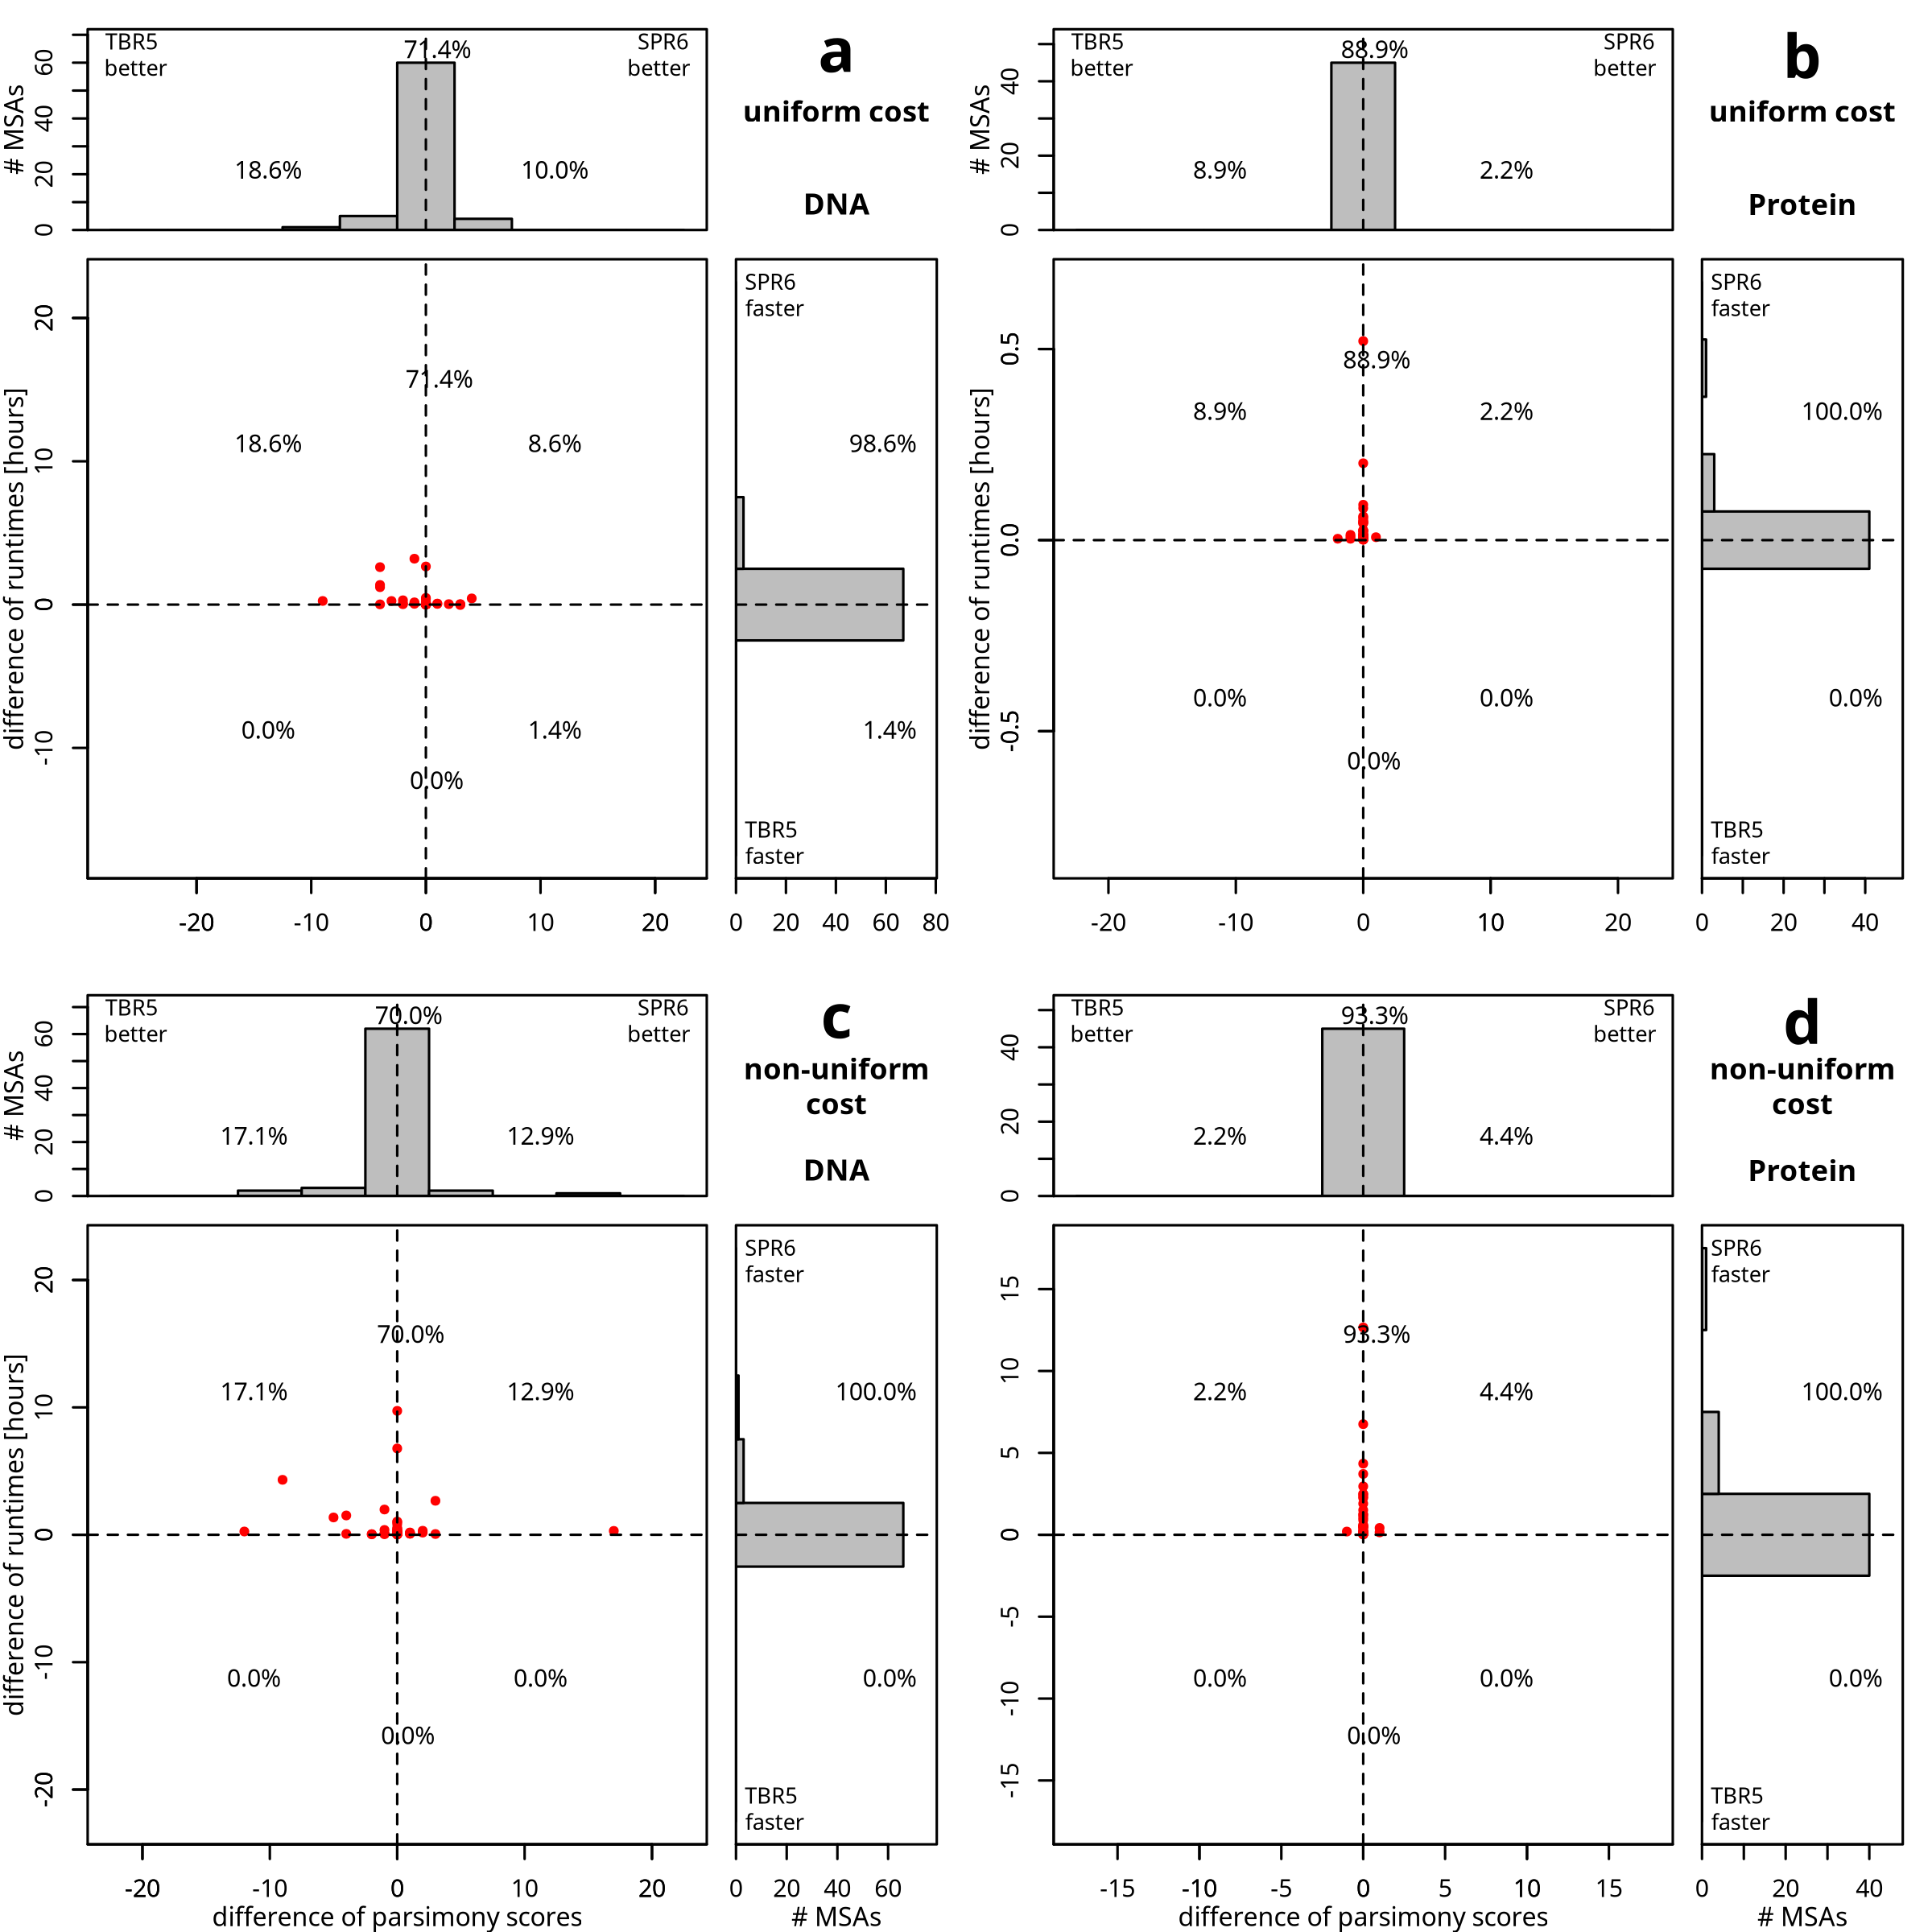 TBR5
better
71.4%
SPR6
better
18.6%
10.0%
# MSAs
0
20
40
60
a
uniform cost
DNA
difference of runtimes [hours]
20
10
0
-10
71.4%
18.6%
8.6%
0.0%
1.4%
0.0%
-20
-10
0
10
20
SPR6
faster
98.6%
1.4%
TBR5
faster
0
20
40
60
80
TBR5
better
88.9%
SPR6
better
8.9%
2.2%
# MSAs
0
20
40
b
uniform cost
Protein
difference of runtimes [hours]
0.5
0.0
-0.5
88.9%
8.9%
2.2%
0.0%
0.0%
0.0%
-20
-10
0
10
20
SPR6
faster
100.0%
0.0%
TBR5
faster
0
20
40
TBR5
better
70.0%
SPR6
better
17.1%
12.9%
# MSAs
0
20
40
60
c
non-uniform
cost
DNA
difference of runtimes [hours]
20
10
0
-10
-20
70.0%
17.1%
12.9%
0.0%
0.0%
0.0%
-20
-10
0
10
20
difference of parsimony scores
SPR6
faster
100.0%
0.0%
TBR5
faster
0
20
40
60
# MSAs
TBR5
better
93.3%
SPR6
better
2.2%
4.4%
# MSAs
0
20
40
d
non-uniform
cost
Protein
15
10
5
0
-5
-10
-15
93.3%
2.2%
4.4%
0.0%
0.0%
0.0%
-15
-10
-5
0
5
10
15
difference of parsimony scores
SPR6
faster
100.0%
0.0%
TBR5
faster
0
20
40
# MSAs